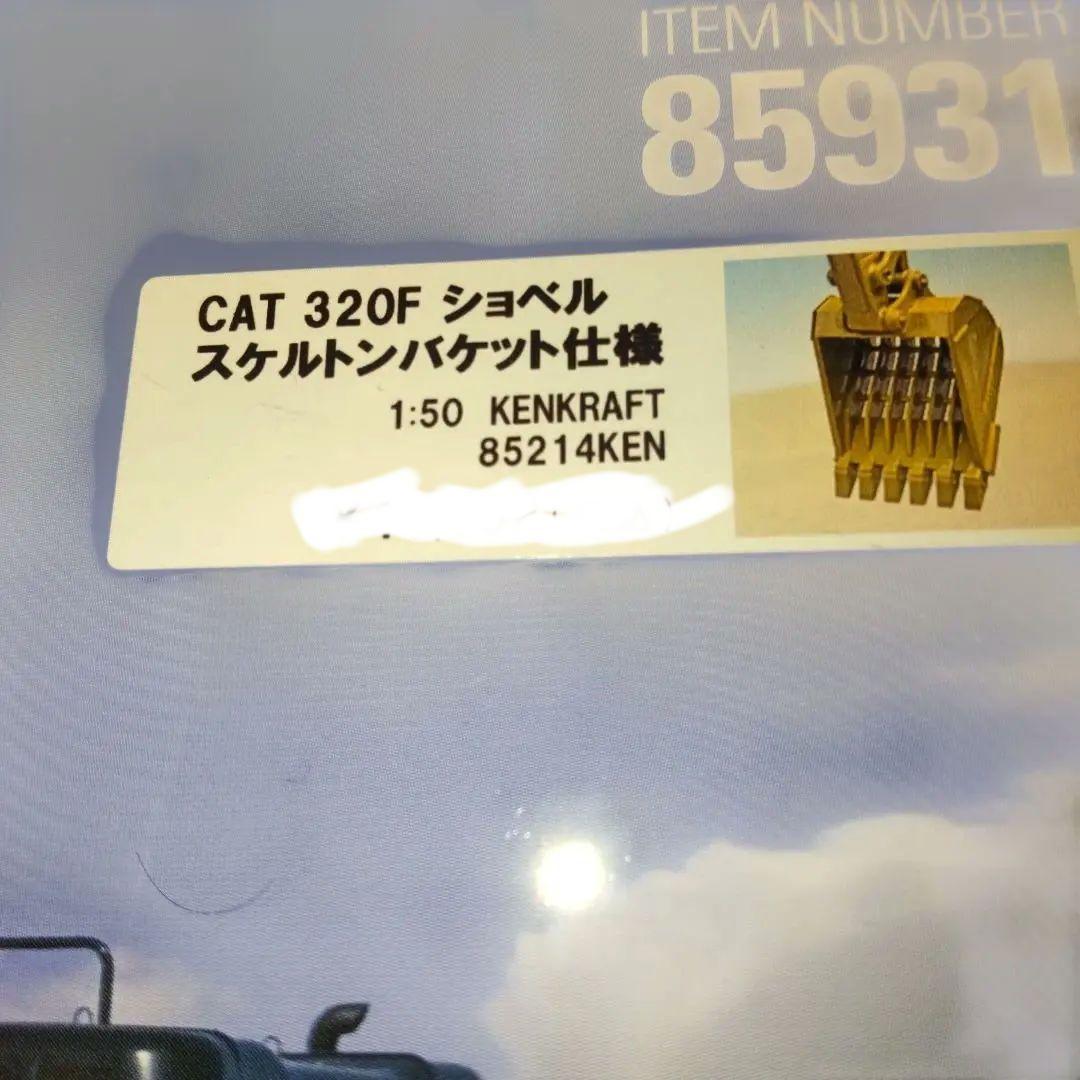 ITEM NUMBER
85931
CAT 320F ショベル
スケルトンバケット仕様
1:50 KENKRAFT
85214KEN